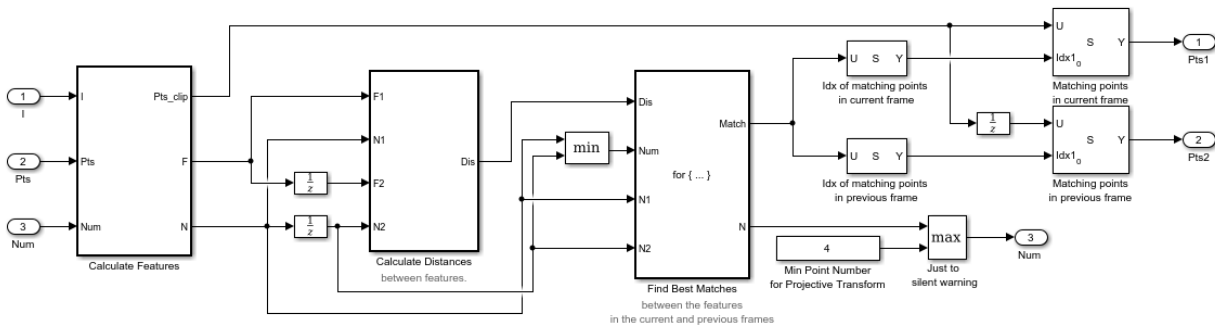 1
I
2
Pts
3
Num
I
Pts
Num
Pts_clip
F
N
Calculate Features
1
z
1
z
F1
N1
F2
N2
Dis
Calculate Distances
between features.
min
Dis
Num
N1
N2
for { ... }
Match
N
Find Best Matches
between the features
in the current and previous frames
U S Y
Idx of matching points
in current frame
U S Y
Idx of matching points
in previous frame
4
Min Point Number
for Projective Transform
max
Just to
silent warning
1
z
U
S Y
Idx1
o
Matching points
in current frame
U
S Y
Idx1
o
Matching points
in previous frame
1
Pts1
2
Pts2
3
Num